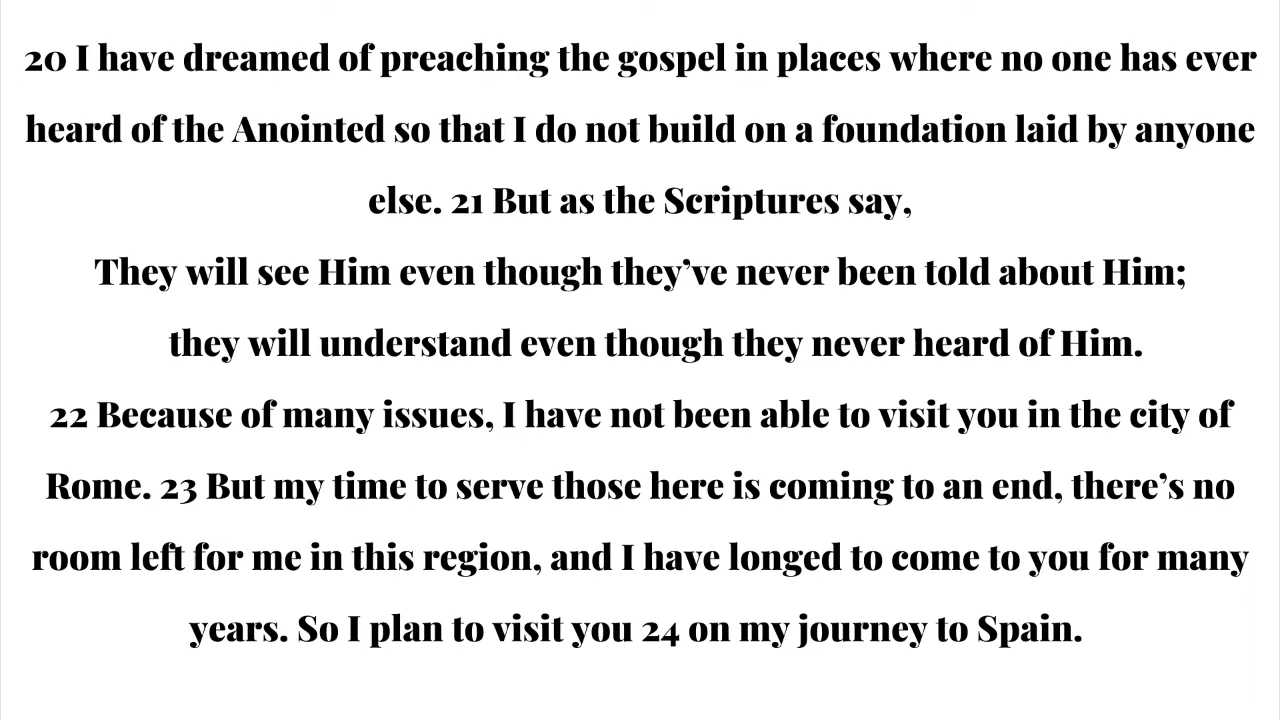 20 I have dreamed of preaching the gospel in places where no one has ever
heard of the Anointed so that I do not build on a foundation laid by anyone
else. 21 But as the Scriptures say,
They will see Him even though they’ve never been told about Him;
they will understand even though they never heard of Him.
22 Because of many issues, I have not been able to visit you in the city of
Rome. 23 But my time to serve those here is coming to an end, there’s no
room left for me in this region, and I have longed to come to you for many
years. So I plan to visit you 24 on my journey to Spain.